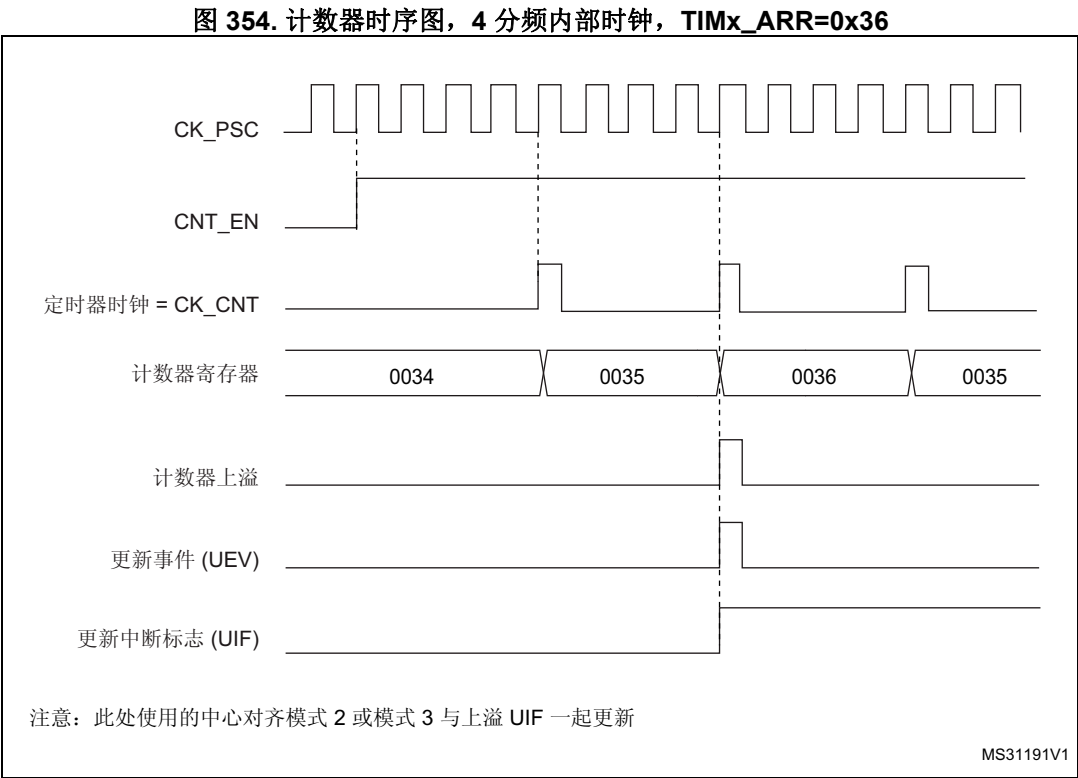 图 354. 计数器时序图，4 分频内部时钟，TIMx_ARR=0x36
CK_PSC
CNT_EN
定时器时钟 = CK_CNT
计数器寄存器 0034 0035 0036 0035
计数器上溢
更新事件 (UEV)
更新中断标志 (UIF)
注意：此处使用的中心对齐模式 2 或模式 3 与上溢 UIF 一起更新
MS31191V1